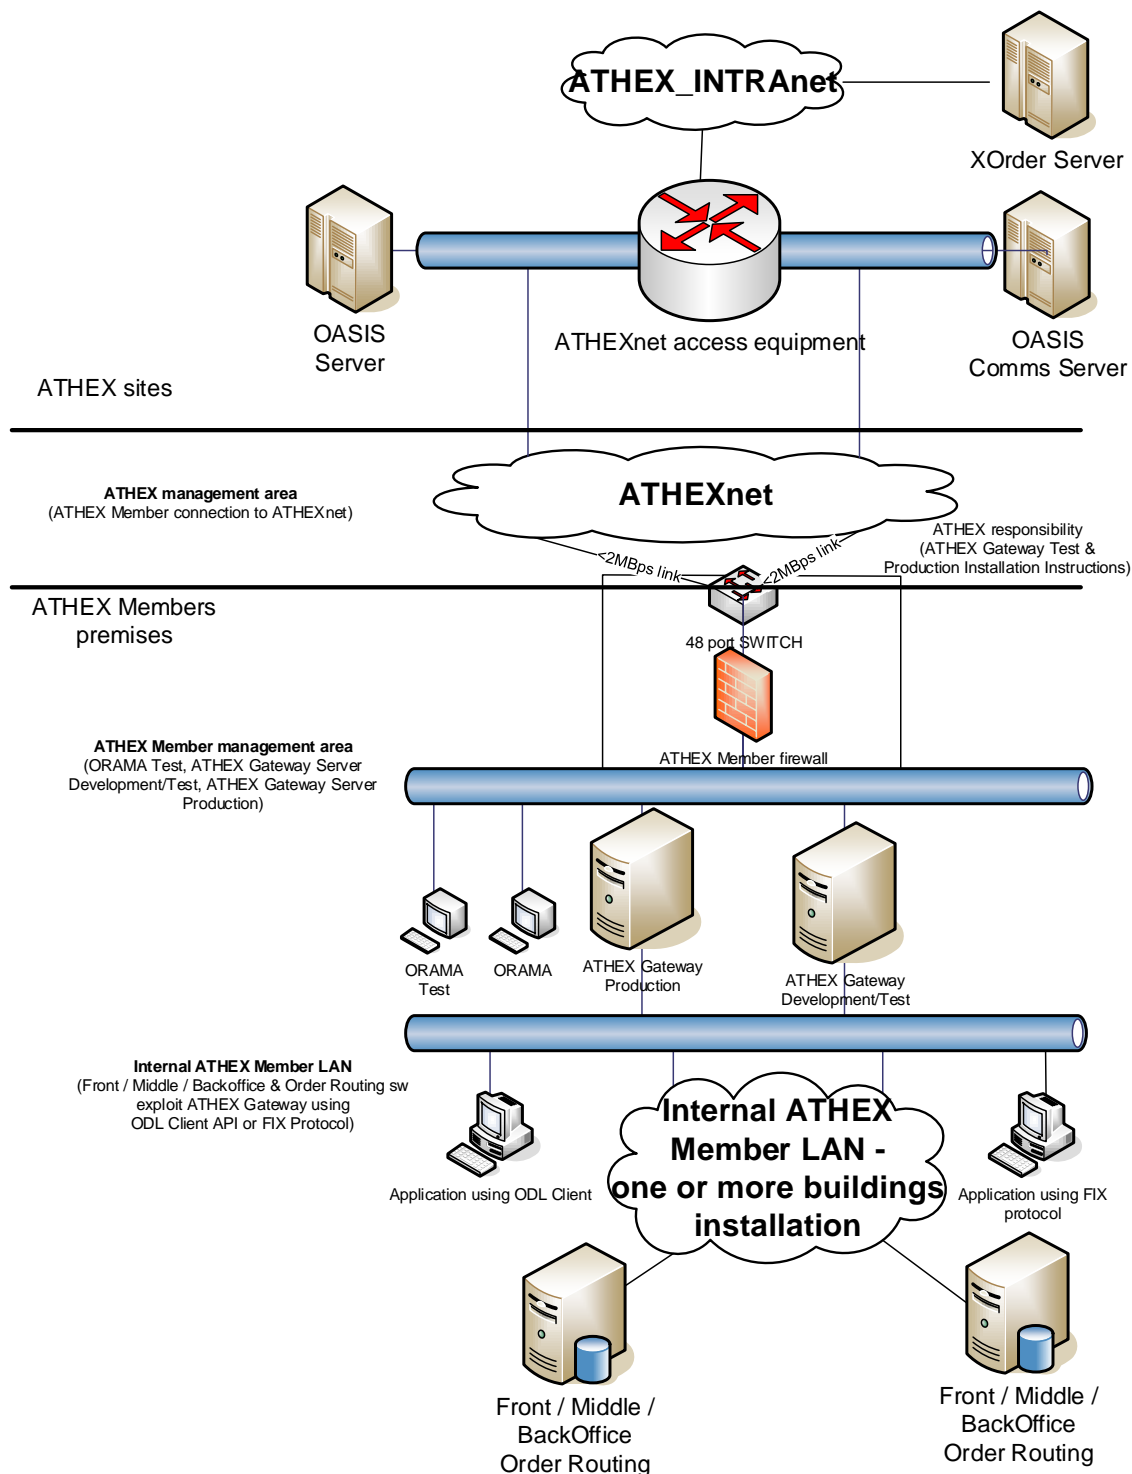 ATHEX_INTRAnet
XOrder Server
OASIS
Server
ATHEXnet access equipment
OASIS
Comms Server
ATHEX sites
ATHEX management area
(ATHEX Member connection to ATHEXnet)
ATHEXnet
ATHEX responsibility
(ATHEX Gateway Test &
Production Installation Instructions)
<2MBps link
<2MBps link
ATHEX Members
premises
48 port SWITCH
ATHEX Member firewall
ATHEX Member management area
(ORAMA Test, ATHEX Gateway Server
Development/Test, ATHEX Gateway Server
Production)
ORAMA
Test
ORAMA
ATHEX Gateway
Production
ATHEX Gateway
Development/Test
Internal ATHEX Member LAN
(Front / Middle / Backoffice & Order Routing sw
exploit ATHEX Gateway using
ODL Client API or FIX Protocol)
Application using ODL Client
Internal ATHEX
Member LAN -
one or more buildings
installation
Application using FIX
protocol
Front / Middle /
BackOffice
Order Routing
Front / Middle /
BackOffice
Order Routing